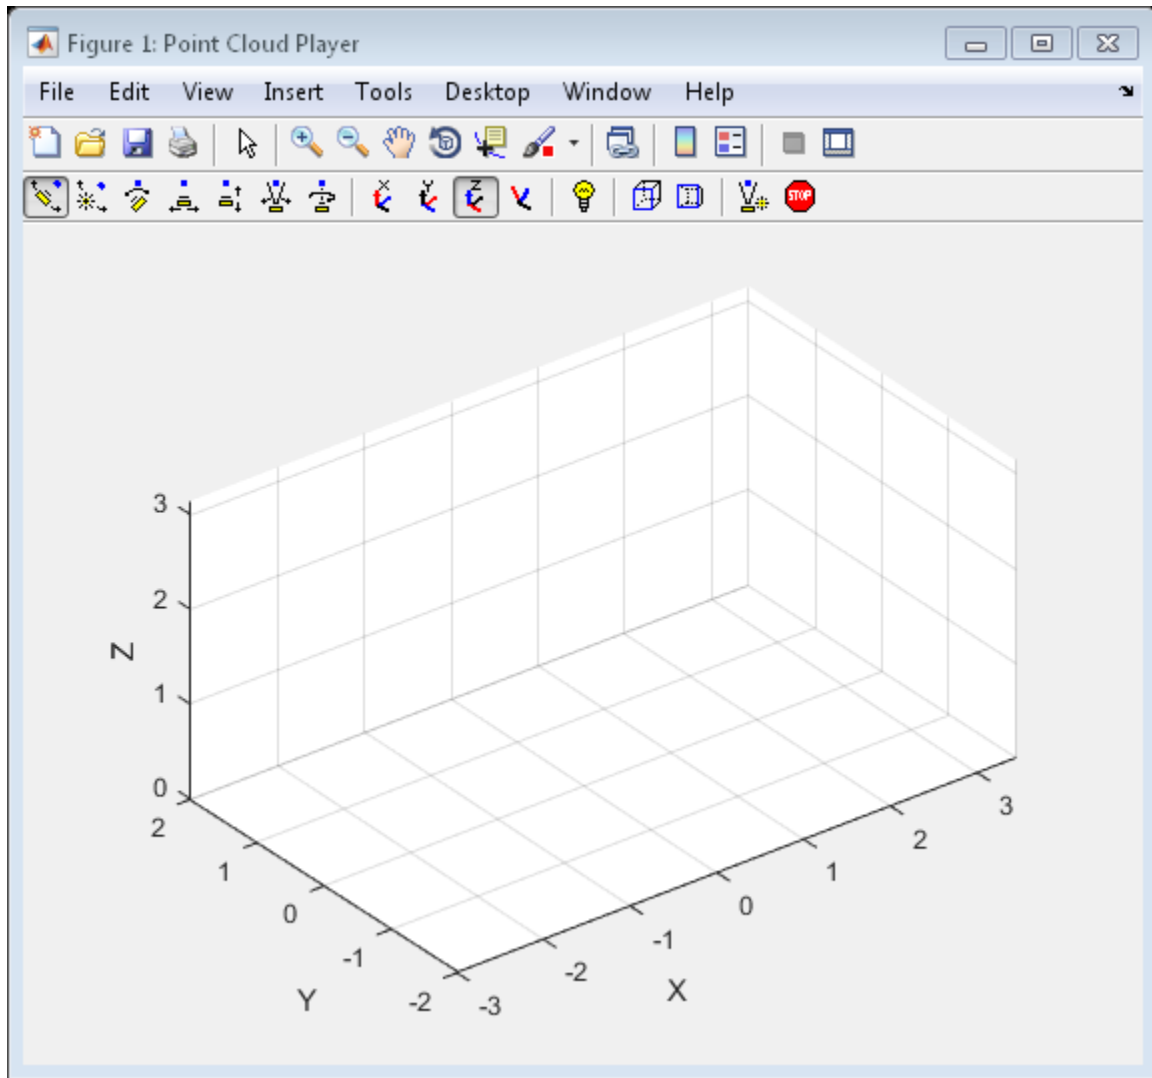 Figure 1: Point Cloud Player
File Edit View Insert Tools Desktop Window Help
X Y Z
STOP
3
2
Z
1
0
2
1
0
-1
Y
-2
-3
-2
-1
X
0
1
2
3